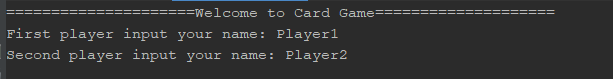 =====================Welcome to Card Game====================
First player input your name: Player1
Second player input your name: Player2